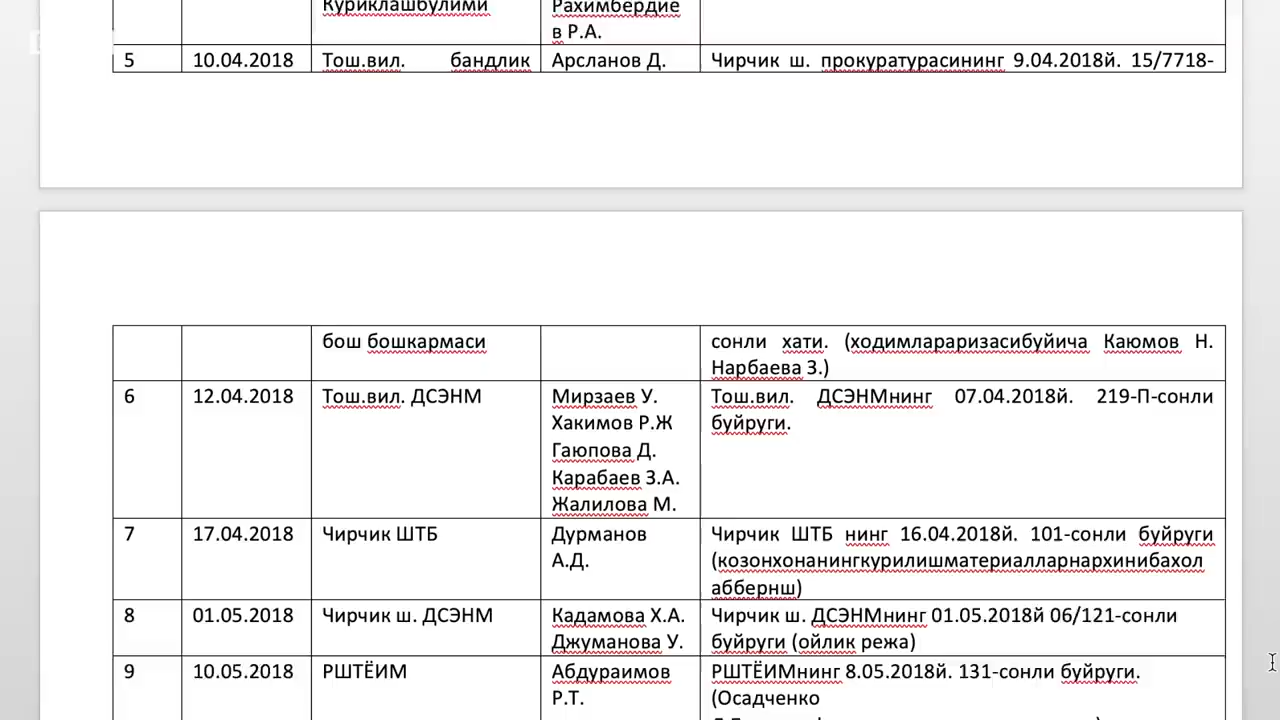 Куриклашбулими
Рахимбердие
в Р.А.
5 10.04.2018 Тош.вил. бандлик Арсланов Д. Чирчик ш. прокуратурасининг 9.04.2018й. 15/7718-
бош бошкармаси сонли хати. (ходимлараризасибуйича Каюмов Н.
Нарбаева З.)
6 12.04.2018 Тош.вил. ДСЭНМ Мирзаев У. Тош.вил. ДСЭНМнинг 07.04.2018й. 219-П-сонли
Хакимов Р.Ж буйруги.
Гаюпова Д.
Карабаев З.А.
Жалилова М.
7 17.04.2018 Чирчик ШТБ Дурманов Чирчик ШТБ нинг 16.04.2018й. 101-сонли буйруги
А.Д. (козонхонанингкурилишматериалларнархинибахол
аббернш)
8 01.05.2018 Чирчик ш. ДСЭНМ Кадамова Х.А. Чирчик ш. ДСЭНМнинг 01.05.2018й 06/121-сонли
Джуманова У. буйруги (ойлик режа)
9 10.05.2018 РШТЁИМ Абдураимов РШТЁИМнинг 8.05.2018й. 131-сонли буйруги.
Р.Т. (Осадченко